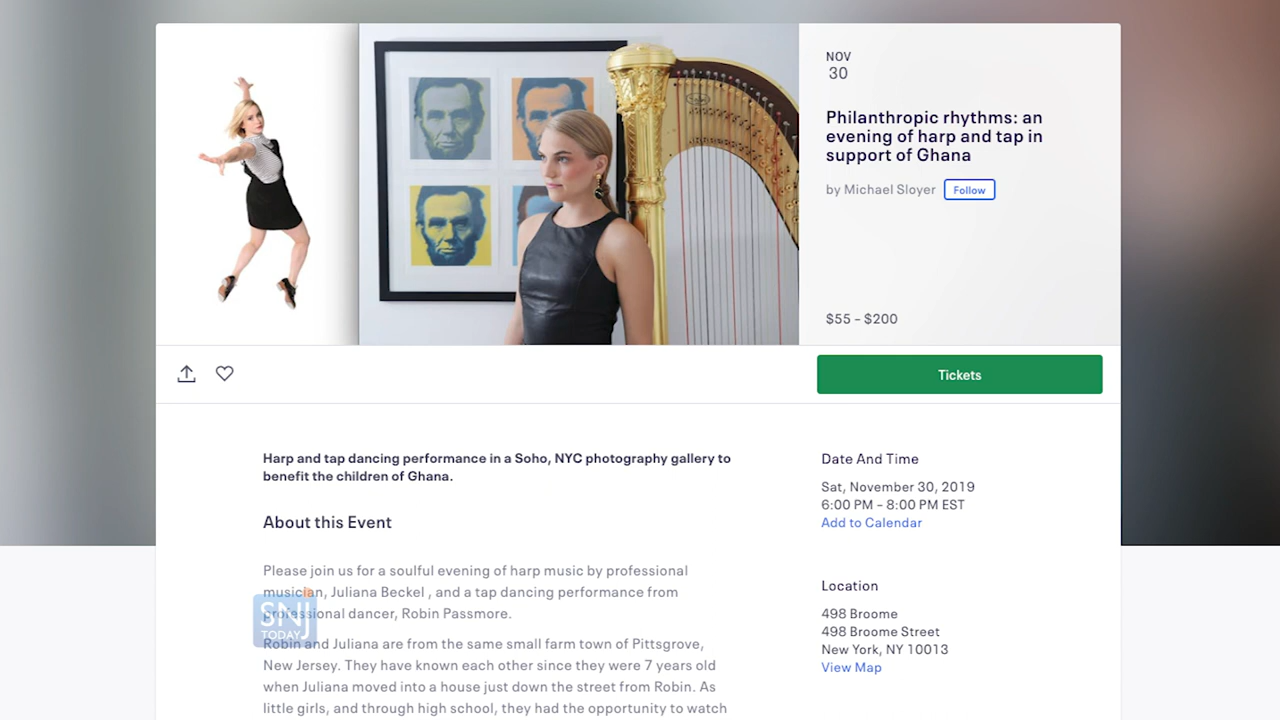 NOV
30
Philanthropic rhythms: an
evening of harp and tap in
support of Ghana
by Michael Sloyer Follow
$55 - $200
Tickets
Harp and tap dancing performance in a Soho, NYC photography gallery to
benefit the children of Ghana.
About this Event
Please join us for a soulful evening of harp music by professional
musician, Juliana Beckel , and a tap dancing performance from
professional dancer, Robin Passmore.
Robin and Juliana are from the same small farm town of Pittsgrove,
New Jersey. They have known each other since they were 7 years old
when Juliana moved into a house just down the street from Robin. As
little girls, and through high school, they had the opportunity to watch
SNJ
TODAY
Date And Time
Sat, November 30, 2019
6:00 PM – 8:00 PM EST
Add to Calendar
Location
498 Broome
498 Broome Street
New York, NY 10013
View Map